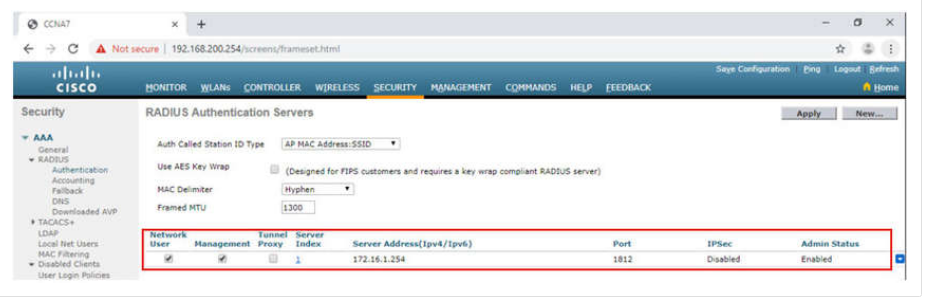 CCNA7
Not secure | 192.168.200.254/screens/frameset.html
Save Configuration Ping Logout Refresh
CISCO
MONITOR WLANs CONTROLLER WIRELESS SECURITY MANAGEMENT COMMANDS HELP FEEDBACK
Home
Security
AAA
General
RADIUS
Authentication
Accounting
Fallback
DNS
Downloaded AVP
TACACS+
LDAP
Local Net Users
MAC Filtering
Disabled Clients
User Login Policies
RADIUS Authentication Servers
Apply New...
Auth Called Station ID Type AP MAC Address:SSID
Use AES Key Wrap (Designed for FIPS customers and requires a key wrap compliant RADIUS server)
MAC Delimiter Hyphen
Framed MTU 1300
Network User Management Tunnel Proxy Server Index Server Address(Ipv4/Ipv6) Port IPSec Admin Status
1 172.16.1.254 1812 Disabled Enabled